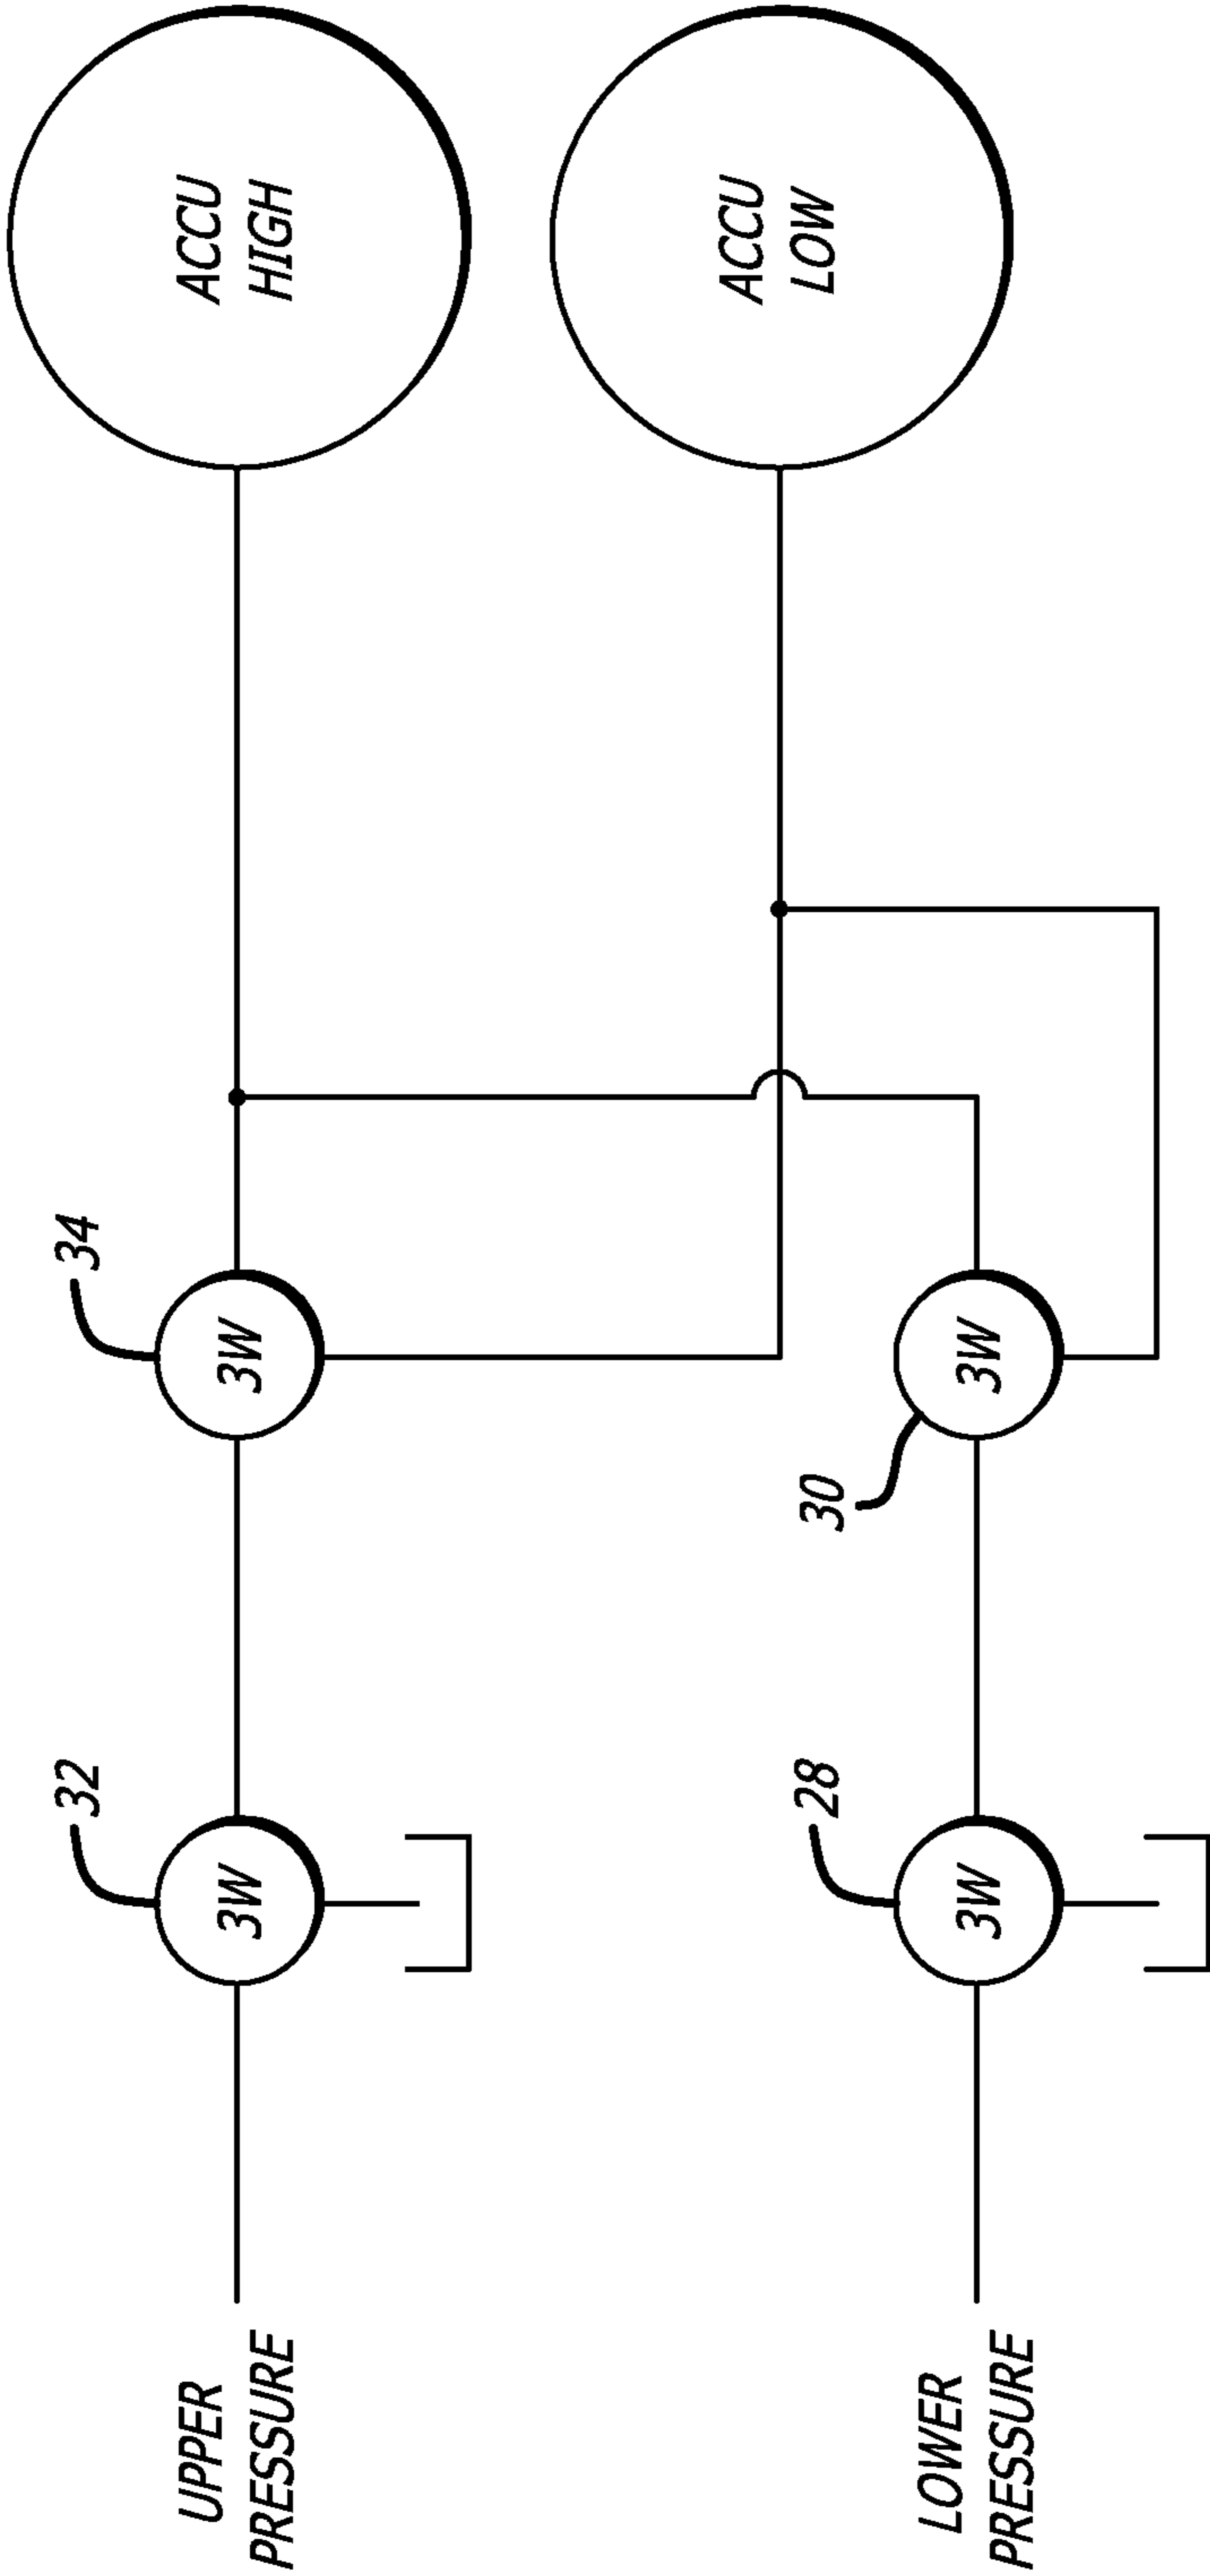 ACCU
HIGH
ACCU
LOW
34
3W
3W
30
32
3W
28
3W
UPPER
PRESSURE
LOWER
PRESSURE